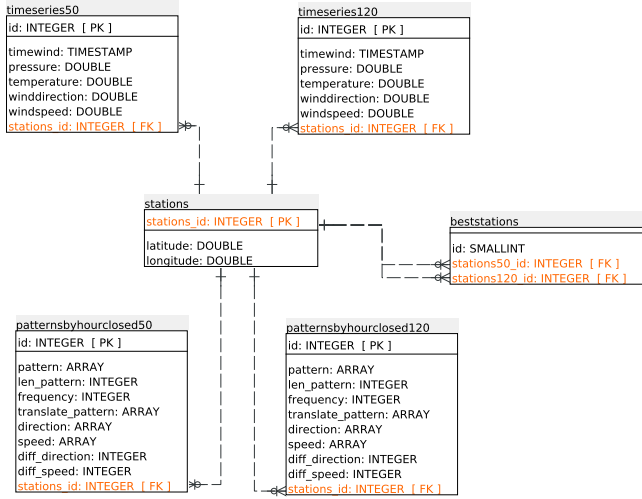 timeseries50
id: INTEGER [ PK ]
timewind: TIMESTAMP
pressure: DOUBLE
temperature: DOUBLE
winddirection: DOUBLE
windspeed: DOUBLE
stations_id: INTEGER [ FK ]
timeseries120
id: INTEGER [ PK ]
timewind: TIMESTAMP
pressure: DOUBLE
temperature: DOUBLE
winddirection: DOUBLE
windspeed: DOUBLE
stations_id: INTEGER [ FK ]
stations
stations_id: INTEGER [ PK ]
latitude: DOUBLE
longitude: DOUBLE
beststations
id: SMALLINT
stations50_id: INTEGER [ FK ]
stations120_id: INTEGER [ FK ]
patternsbyhourclosed50
id: INTEGER [ PK ]
pattern: ARRAY
len_pattern: INTEGER
frequency: INTEGER
translate_pattern: ARRAY
direction: ARRAY
speed: ARRAY
diff_direction: INTEGER
diff_speed: INTEGER
stations_id: INTEGER [ FK ]
patternsbyhourclosed120
id: INTEGER [ PK ]
pattern: ARRAY
len_pattern: INTEGER
frequency: INTEGER
translate_pattern: ARRAY
direction: ARRAY
speed: ARRAY
diff_direction: INTEGER
diff_speed: INTEGER
stations_id: INTEGER [ FK ]